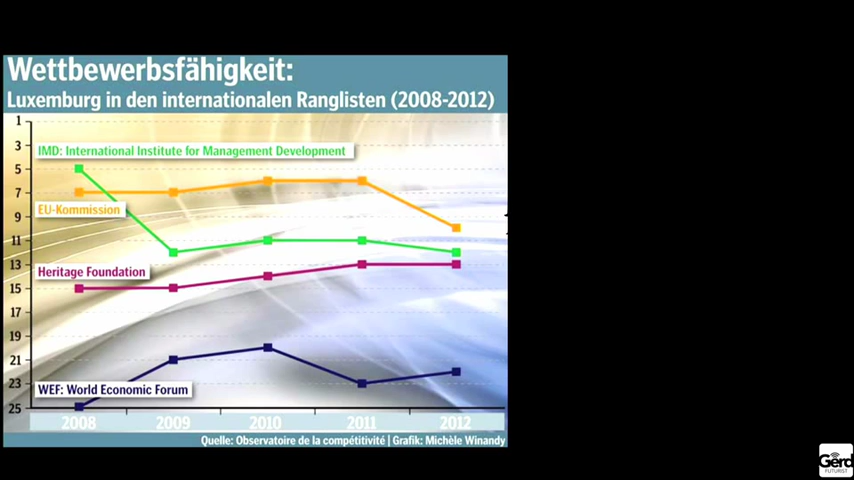 Wettbewerbsfähigkeit:
Luxemburg in den internationalen Ranglisten (2008-2012)
1
3
IMD: International Institute for Management Development
5
7
EU-Kommission
9
11
Heritage Foundation
13
15
17
19
21
23
WEF: World Economic Forum
25
2008 2009 2010 2011 2012
Quelle: Observatoire de la compétitivité | Grafik: Michèle Winandy
Gerd
FUTURIST